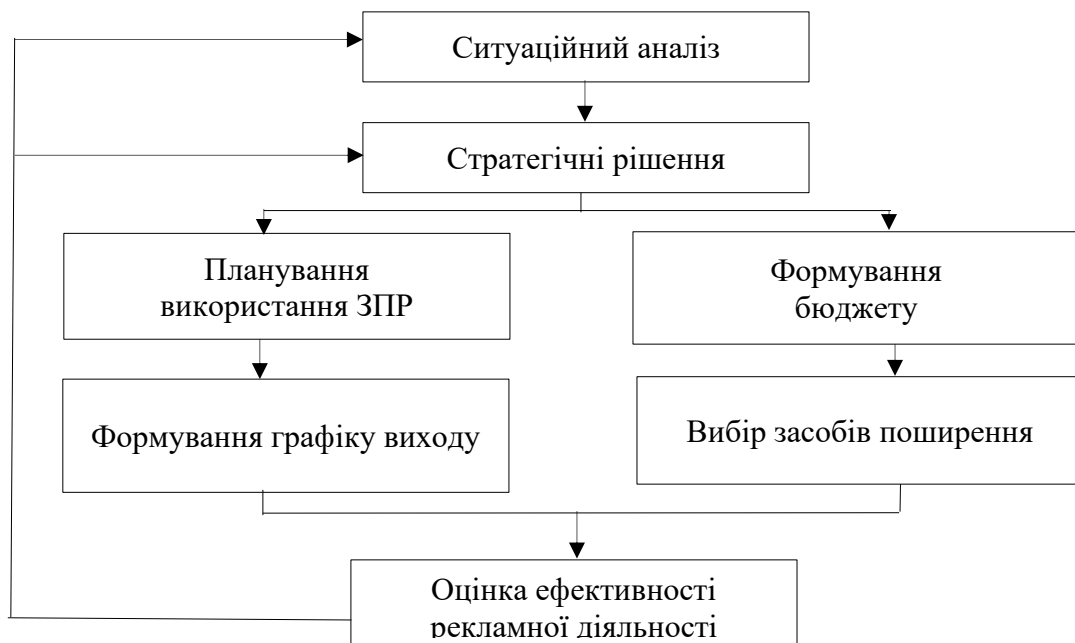 Ситуаційний аналіз
Стратегічні рішення
Планування
використання ЗПР
Формування
бюджету
Формування графіку виходу
Вибір засобів поширення
Оцінка ефективності
рекламної діяльності